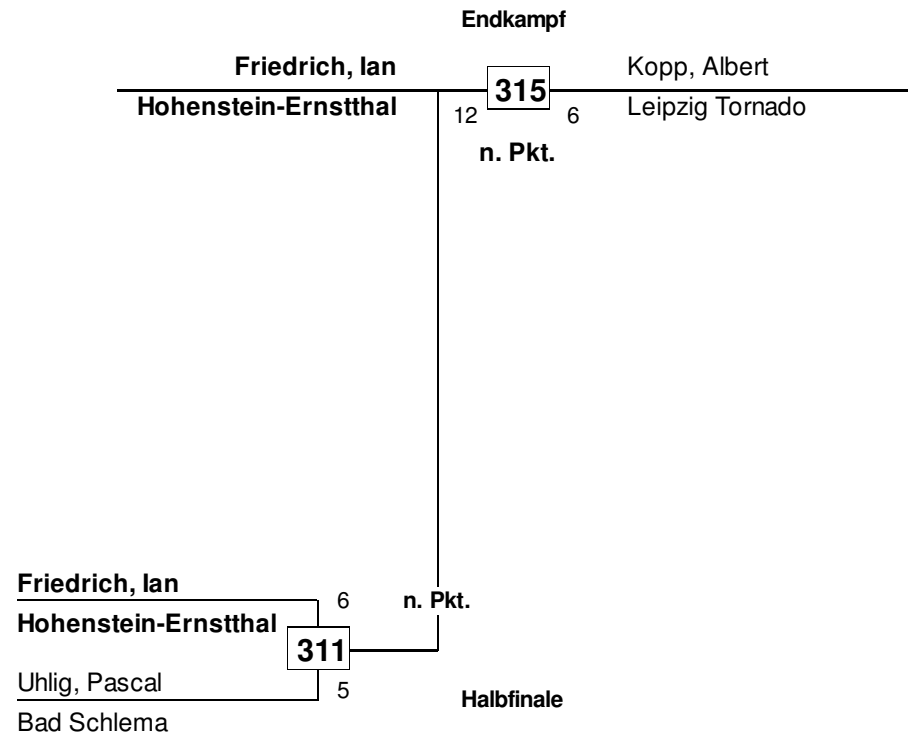 Endkampf
Friedrich, Ian
315
Kopp, Albert
Hohenstein-Ernstthal
12
6
Leipzig Tornado
n. Pkt.
Friedrich, Ian
6
n. Pkt.
Hohenstein-Ernstthal
311
Uhlig, Pascal
5
Halbfinale
Bad Schlema